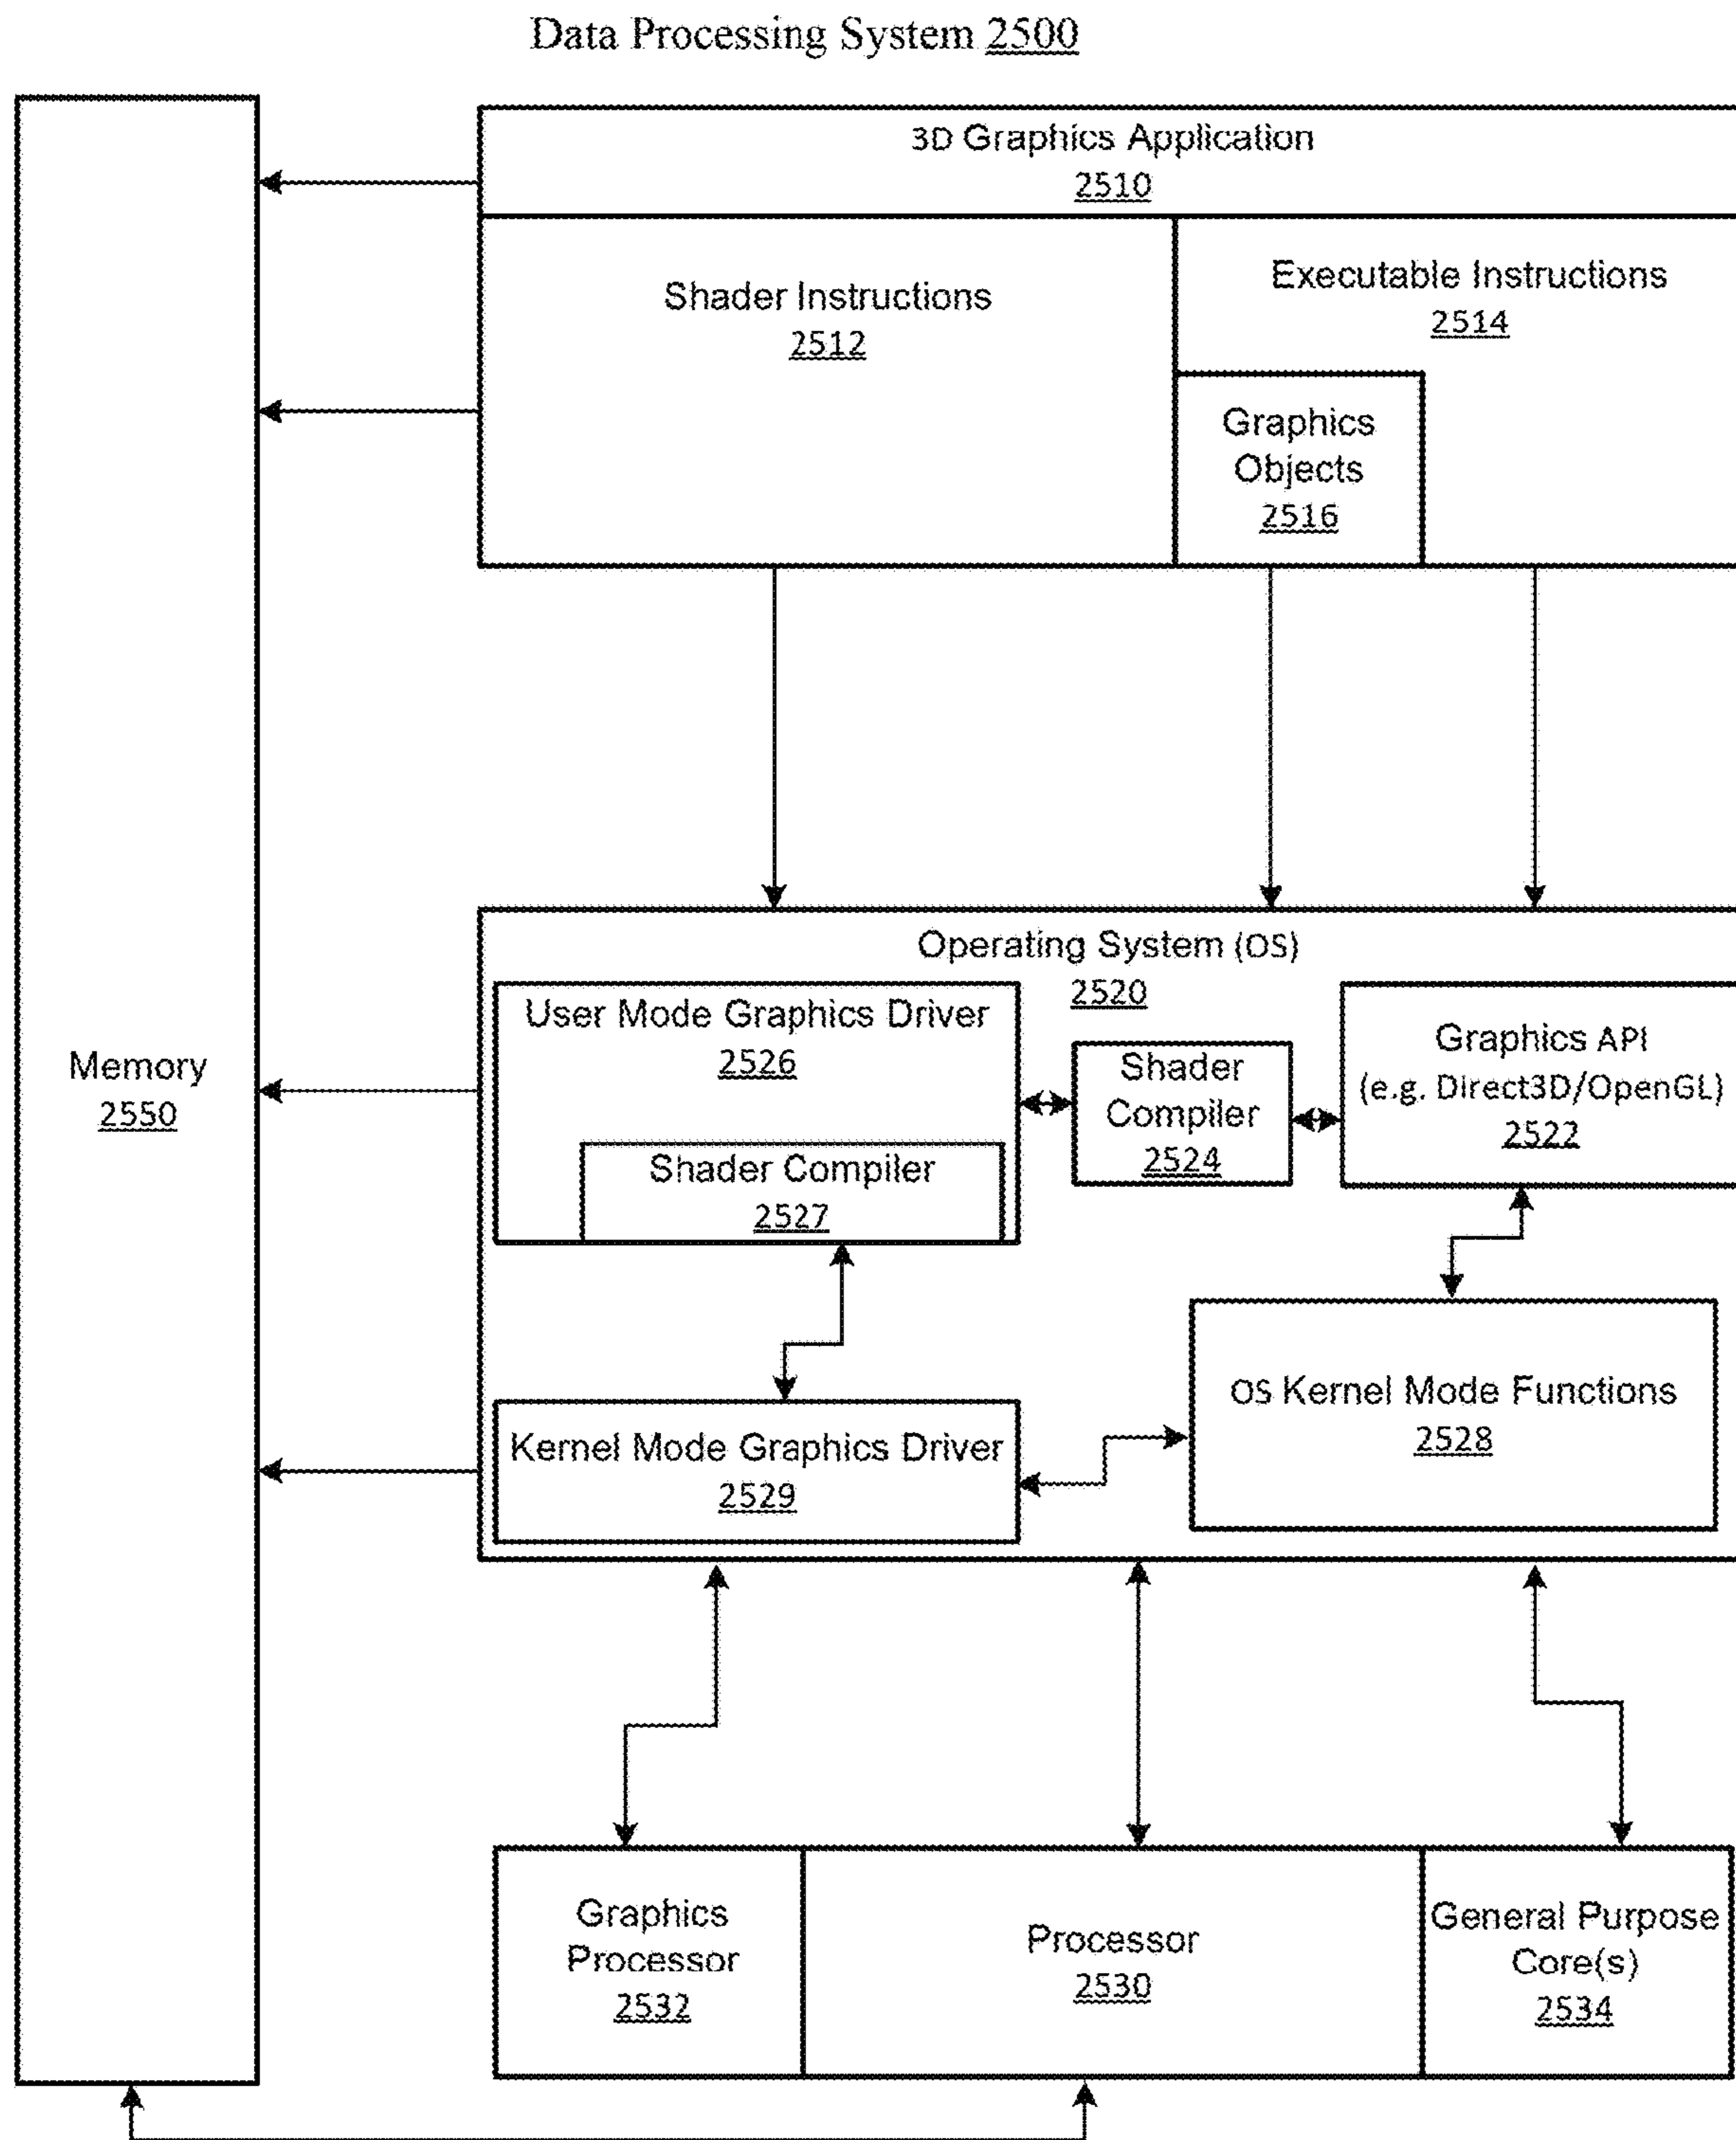 Data Processing System 2500
3D Graphics Application
2510
Shader Instructions
2512
Executable Instructions
2514
Graphics
Objects
2516
Memory
2550
Operating System (OS)
2520
User Mode Graphics Driver
2526
Shader Compiler
2527
Shader
Compiler
2524
Graphics API
(e.g. Direct3D/OpenGL)
2522
Kernel Mode Graphics Driver
2529
OS Kernel Mode Functions
2528
Graphics
Processor
2532
Processor
2530
General Purpose
Core(s)
2534